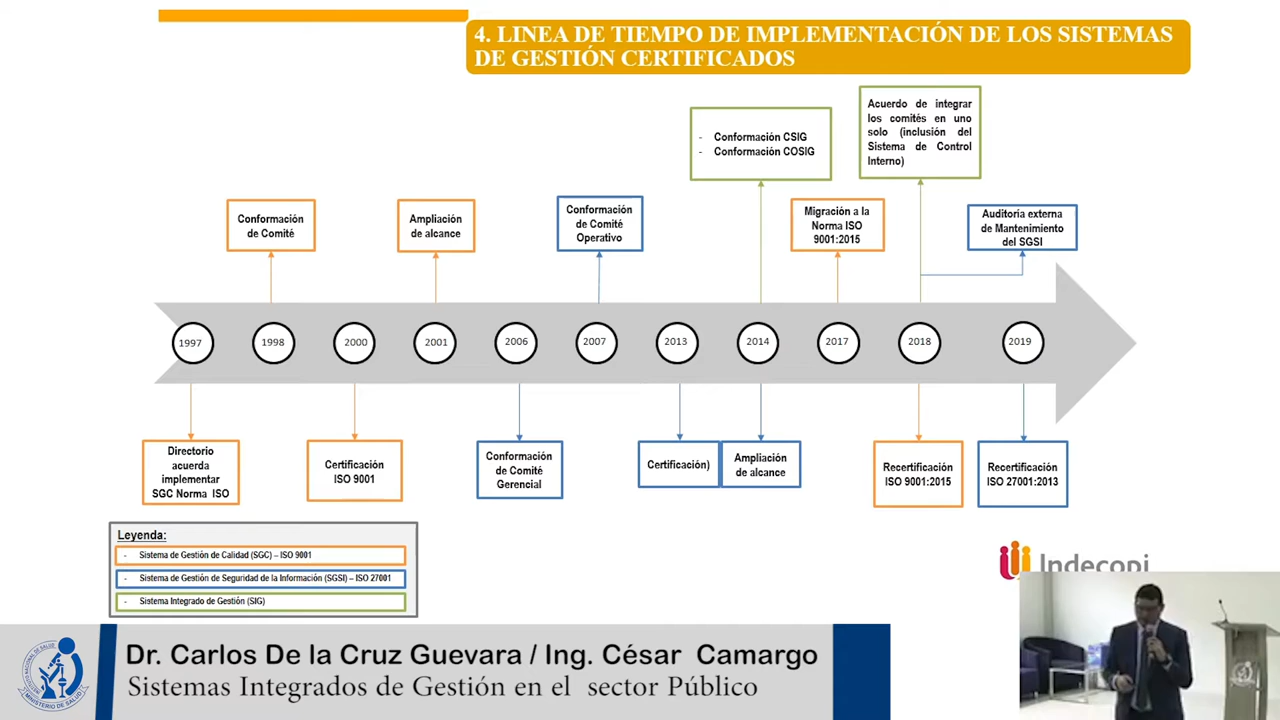 4. LINEA DE TIEMPO DE IMPLEMENTACIÓN DE LOS SISTEMAS
DE GESTIÓN CERTIFICADOS
Acuerdo de integrar
los comités en uno
solo (inclusión del
Sistema de Control
Interno)
- Conformación CSIG
- Conformación COSIG
Conformación
de Comité
Ampliación
de alcance
Conformación
de Comité
Operativo
Migración a la
Norma ISO
9001:2015
Auditoría externa
de Mantenimiento
del SGSI
1997
1998
2000
2001
2006
2007
2013
2014
2017
2018
2019
Directorio
acuerda
implementar
SGC Norma ISO
Certificación
ISO 9001
Conformación
de Comité
Gerencial
Certificación)
Ampliación
de alcance
Recertificación
ISO 9001:2015
Recertificación
ISO 27001:2013
Leyenda:
- Sistema de Gestión de Calidad (SGC) – ISO 9001
- Sistema de Gestión de Seguridad de la Información (SGSI) – ISO 27001
- Sistema Integrado de Gestión (SIG)
Indecopi
Dr. Carlos De la Cruz Guevara / Ing. César Camargo
Sistemas Integrados de Gestión en el sector Público
MINISTERIO DE SALUD